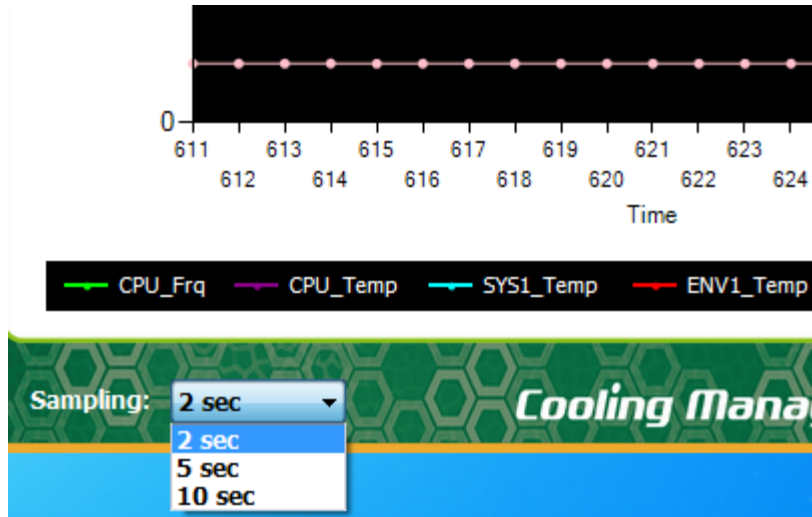 0
611 613 615 617 619 621 623
612 614 616 618 620 622 624
Time
CPU_Frq CPU_Temp SYS1_Temp ENV1_Temp
Sampling: 2 sec Cooling Mana
2 sec
5 sec
10 sec